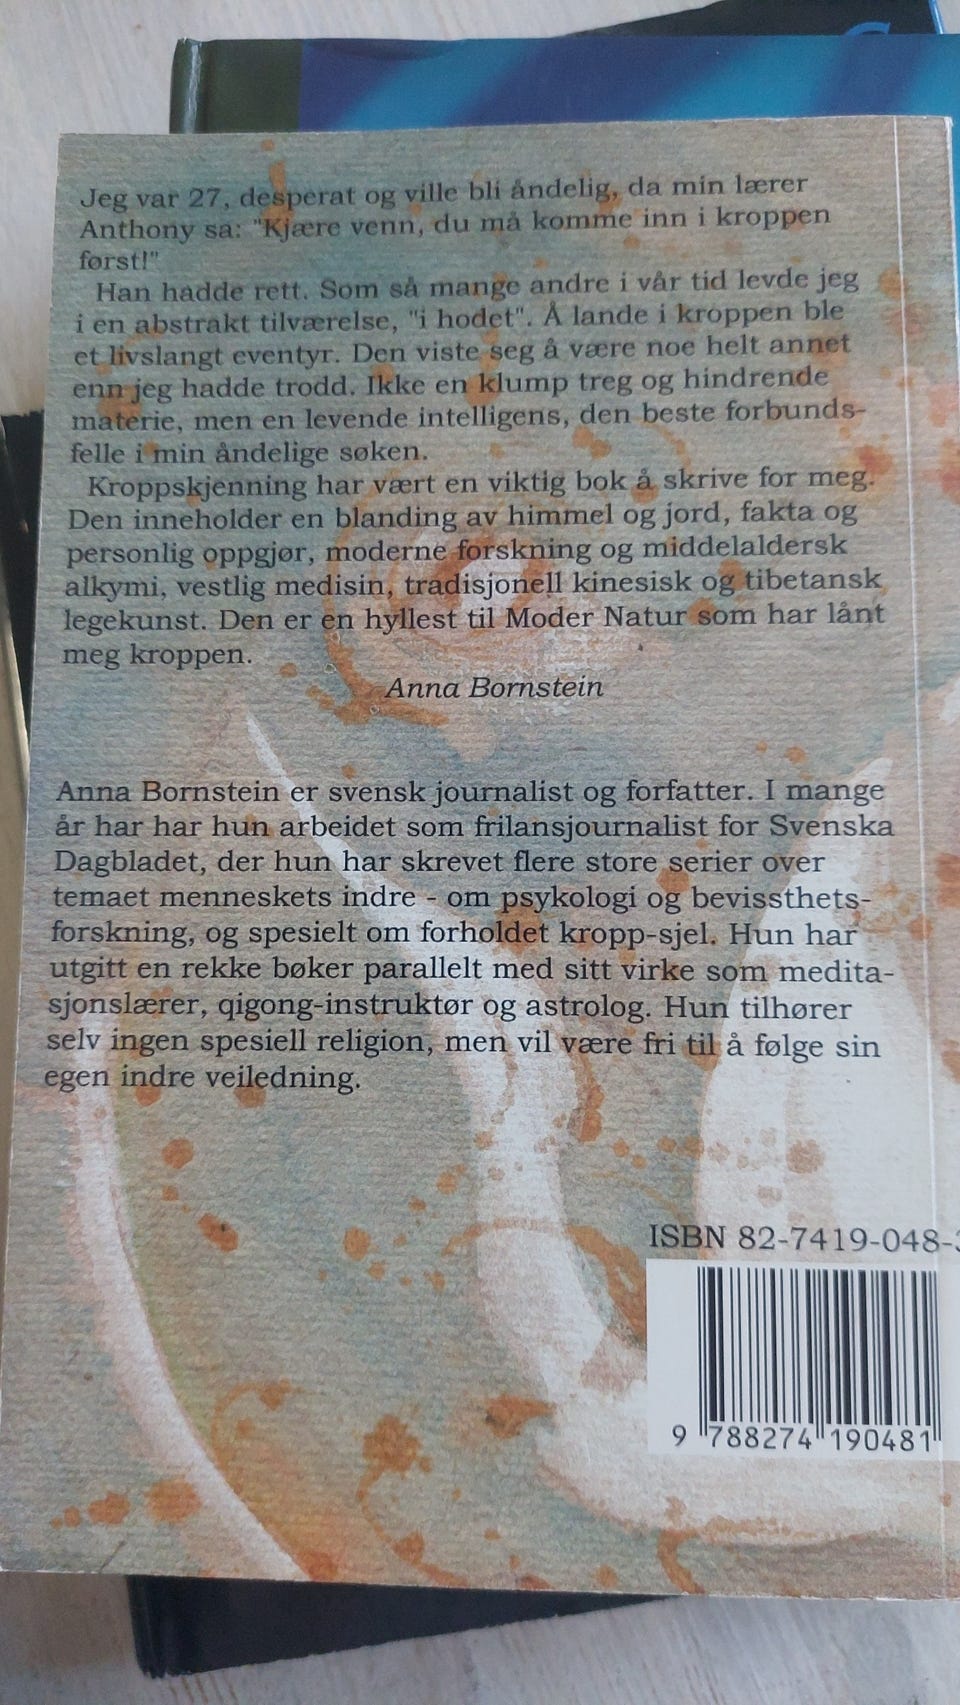 Jeg var 27, desperat og ville bli åndelig, da min lærer
Anthony sa: "Kjære venn, du må komme inn i kroppen
først!"
Han hadde rett. Som så mange andre i vår tid levde jeg
i en abstrakt tilværelse, "i hodet". Å lande i kroppen ble
et livslangt eventyr. Den viste seg å være noe helt annet
enn jeg hadde trodd. Ikke en klump treg og hindrende
materie, men en levende intelligens, den beste forbunds-
felle i min åndelige søken.
Kroppskjenning har vært en viktig bok å skrive for meg.
Den inneholder en blanding av himmel og jord, fakta og
personlig oppgjør, moderne forskning og middelaldersk
alkymi, vestlig medisin, tradisjonell kinesisk og tibetansk
legekunst. Den er en hyllest til Moder Natur som har lånt
meg kroppen.
Anna Bornstein
Anna Bornstein er svensk journalist og forfatter. I mange
år har har hun arbeidet som frilansjournalist for Svenska
Dagbladet, der hun har skrevet flere store serier over
temaet menneskets indre - om psykologi og bevissthets-
forskning, og spesielt om forholdet kropp-sjel. Hun har
utgitt en rekke bøker parallelt med sitt virke som medita-
sjonslærer, qigong-instruktør og astrolog. Hun tilhører
selv ingen spesiell religion, men vil være fri til å følge sin
egen indre veiledning.
ISBN 82-7419-048-
9 788274 190481